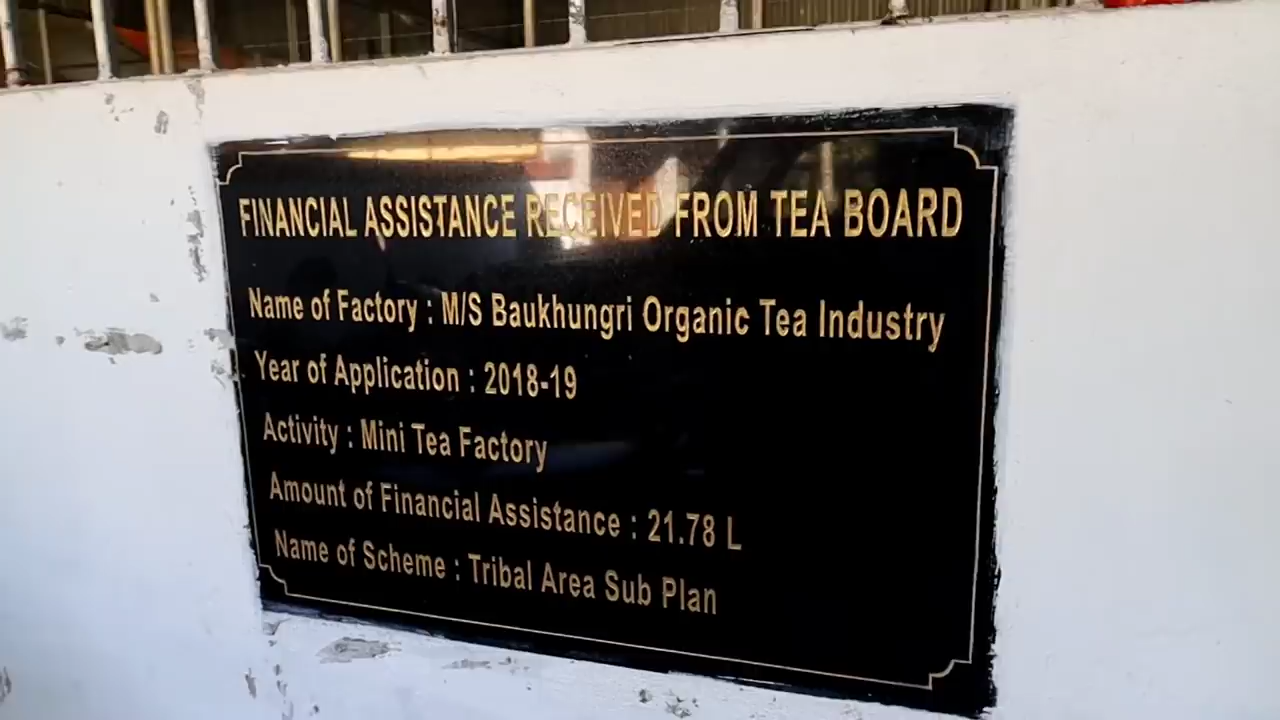 FINANCIAL ASSISTANCE RECEIVED FROM TEA BOARD
Name of Factory : M/S Baukhungri Organic Tea Industry
Year of Application : 2018-19
Activity : Mini Tea Factory
Amount of Financial Assistance : 21.78 L
Name of Scheme : Tribal Area Sub Plan